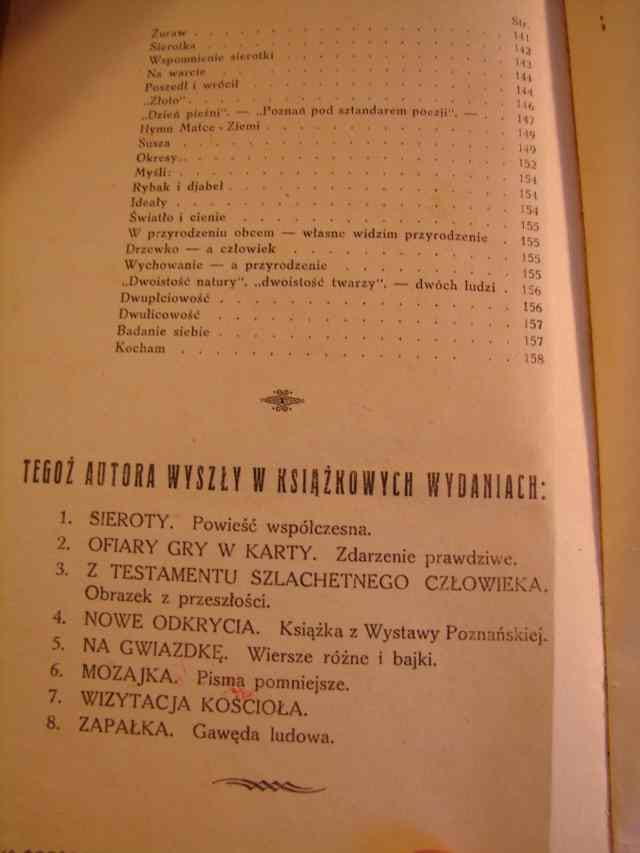 Str.
Żuraw . . . . . . . . . . . . . . . . 141
Sierotka . . . . . . . . . . . . . . . . 142
Wspomnienie sierotki . . . . . . . . . . . . 143
Na warcie . . . . . . . . . . . . . . . . 144
Poszedł i wrócił . . . . . . . . . . . . . . 144
„Złoto". . . . . . . . . . . . . . . . . 146
„Dzień pieśni". — „Poznań pod sztandarem poezji". — . . 147
Hymn Matce-Ziemi . . . . . . . . . . . . . 149
Susza . . . . . . . . . . . . . . . . . 149
Okresy . . . . . . . . . . . . . . . . . 152
Myśli: . . . . . . . . . . . . . . . . . 154
Rybak i djabeł . . . . . . . . . . . . . . 154
Ideały . . . . . . . . . . . . . . . . . 154
Światło i cienie . . . . . . . . . . . . . . 155
W przyrodzeniu obcem — własne widzim przyrodzenie . 155
Drzewko — a człowiek . . . . . . . . . . . . 155
Wychowanie — a przyrodzenie . . . . . . . . . 155
„Dwoistość natury". „dwoistość twarzy". — dwóch ludzi . 156
Dwupłciowość . . . . . . . . . . . . . . . 156
Dwulicowość . . . . . . . . . . . . . . . 157
Badanie siebie . . . . . . . . . . . . . . . 157
Kocham . . . . . . . . . . . . . . . . . 158
TEGOŻ AUTORA WYSZŁY W KSIĄŻKOWYCH WYDANIACH:
1. SIEROTY. Powieść współczesna.
2. OFIARY GRY W KARTY. Zdarzenie prawdziwe.
3. Z TESTAMENTU SZLACHETNEGO CZŁOWIEKA.
Obrazek z przeszłości.
4. NOWE ODKRYCIA. Książka z Wystawy Poznańskiej.
5. NA GWIAZDKĘ. Wiersze różne i bajki.
6. MOZAJKA. Pisma pomniejsze.
7. WIZYTACJA KOŚCIOŁA.
8. ZAPAŁKA. Gawęda ludowa.